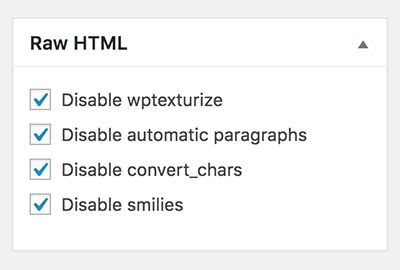 Raw HTML
Disable wptexturize
Disable automatic paragraphs
Disable convert_chars
Disable smilies